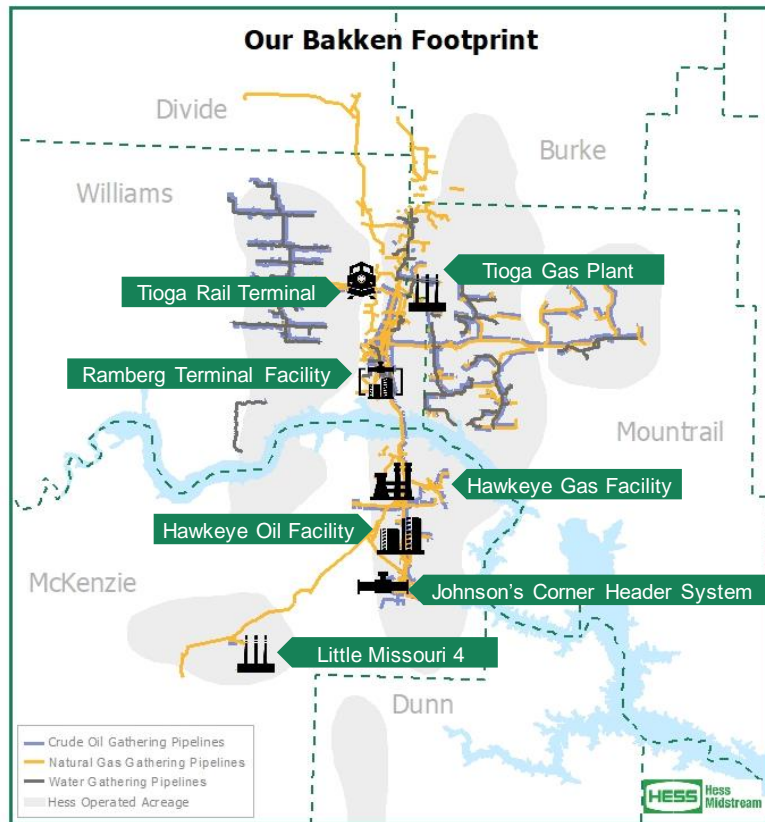 Our Bakken Footprint
Divide
Burke
Williams
Tioga Gas Plant
Tioga Rail Terminal
Ramberg Terminal Facility
Mountrail
Hawkeye Gas Facility
Hawkeye Oil Facility
McKenzie
Johnson's Corner Header System
Little Missouri 4
Dunn
Crude Oil Gathering Pipelines
Natural Gas Gathering Pipelines
Water Gathering Pipelines
Hess Operated Acreage
HESS
Hess
Midstream